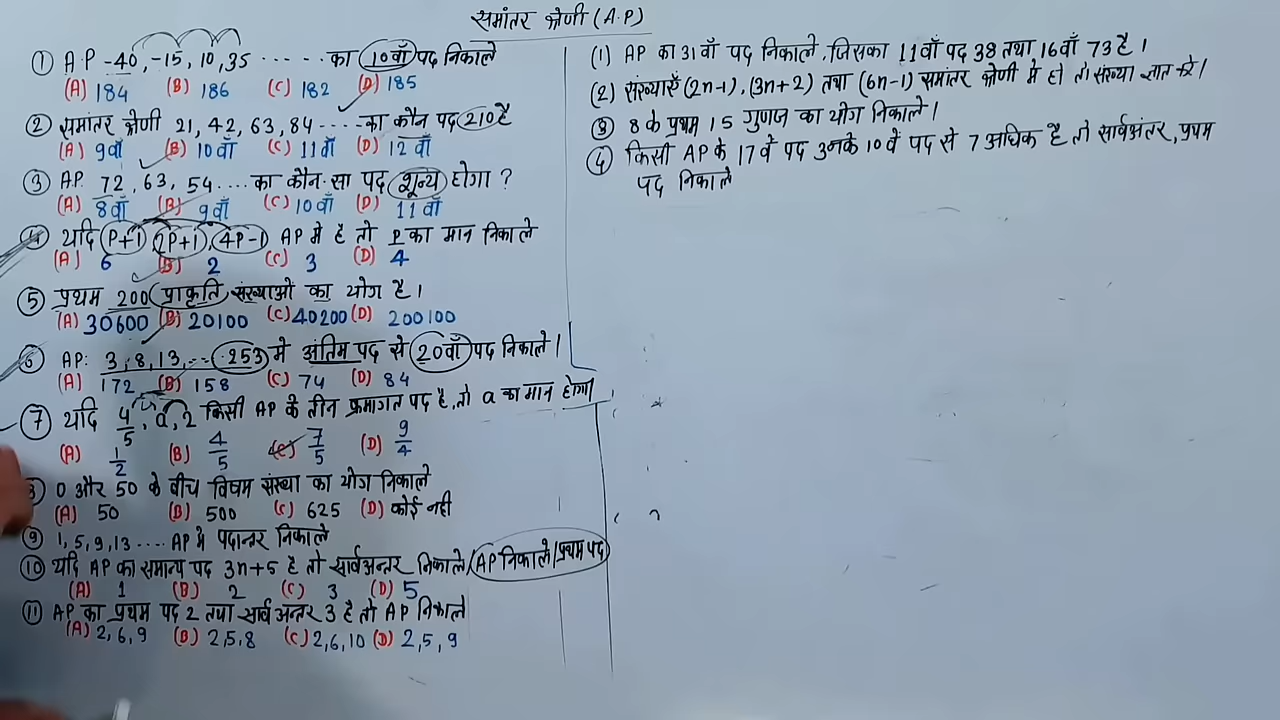 समांतर श्रेणी (A.P)
① A.P -40, -15, 10, 35 ...... का 10वाँ पद निकाले
(A) 184 (B) 186 (C) 182 (D) 185
② समांतर श्रेणी 21, 42, 63, 84 ..... का कौन पद 210 है
(A) 9वाँ (B) 10वाँ (C) 11वाँ (D) 12वाँ
③ A.P. 72, 63, 54 .... का कौन सा पद शून्य होगा ?
(A) 8वाँ (B) 9वाँ (C) 10वाँ (D) 11वाँ
④ यदि P+1, 2P+1, 4P-1 AP मे है तो P का मान निकाले
(A) 6 (B) 2 (C) 3 (D) 4
⑤ प्रथम 200 प्राकृति संख्याओ का योग है।
(A) 30600 (B) 20100 (C) 40200 (D) 200100
⑥ AP: 3, 8, 13, ... 253 मे अंतिम पद से 20वाँ पद निकाले।
(A) 172 (B) 158 (C) 74 (D) 84
⑦ यदि 4/5, a, 2 किसी AP के तीन क्रमागत पद है, तो a का मान होगा।
(A) 1/2 (B) 4/5 (C) 7/5 (D) 9/4
⑧ 0 और 50 के बीच विषम संख्या का योग निकाले
(A) 50 (B) 500 (C) 625 (D) कोई नही
⑨ 1, 5, 9, 13 .... AP मे पदान्तर निकाले
⑩ यदि AP का समान्य पद 3n+5 है तो सार्वअन्तर निकाले/AP निकाले/प्रथम पद
(A) 1 (B) 2 (C) 3 (D) 5
⑪ AP का प्रथम पद 2 तथा सार्व अन्तर 3 है तो AP निकाले
(A) 2,6,9 (B) 2,5,8 (C) 2,6,10 (D) 2,5,9
(1) AP का 31वाँ पद निकाले, जिसका 11वाँ पद 38 तथा 16वाँ 73 है।
(2) संख्याएँ (2n-1), (3n+2) तथा (6n-1) समांतर श्रेणी मे हो तो संख्या ज्ञात करे।
③ 8 के प्रथम 15 गुणज का योग निकाले।
④ किसी AP के 17 वे पद उनके 10 वे पद से 7 अधिक है तो सार्वअंतर, प्रथम
पद निकाले